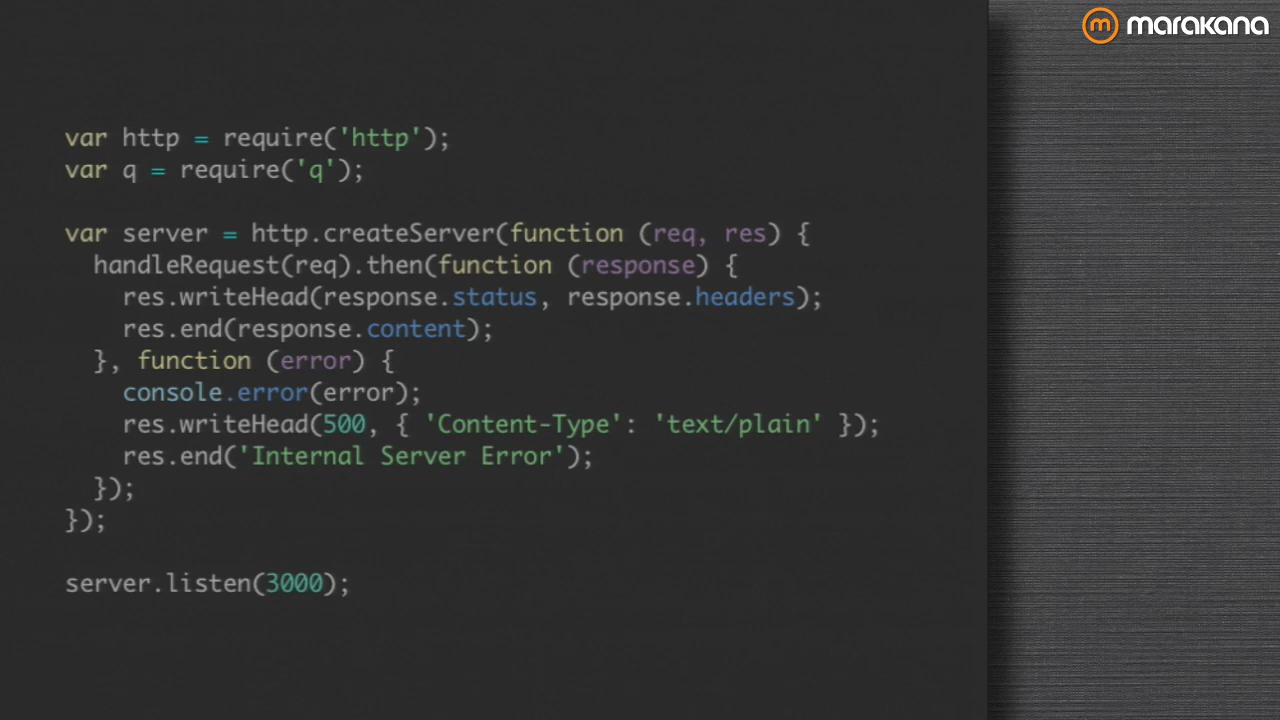 marakana
var http = require('http');
var q = require('q');
var server = http.createServer(function (req, res) {
  handleRequest(req).then(function (response) {
    res.writeHead(response.status, response.headers);
    res.end(response.content);
  }, function (error) {
    console.error(error);
    res.writeHead(500, { 'Content-Type': 'text/plain' });
    res.end('Internal Server Error');
  });
});
server.listen(3000);